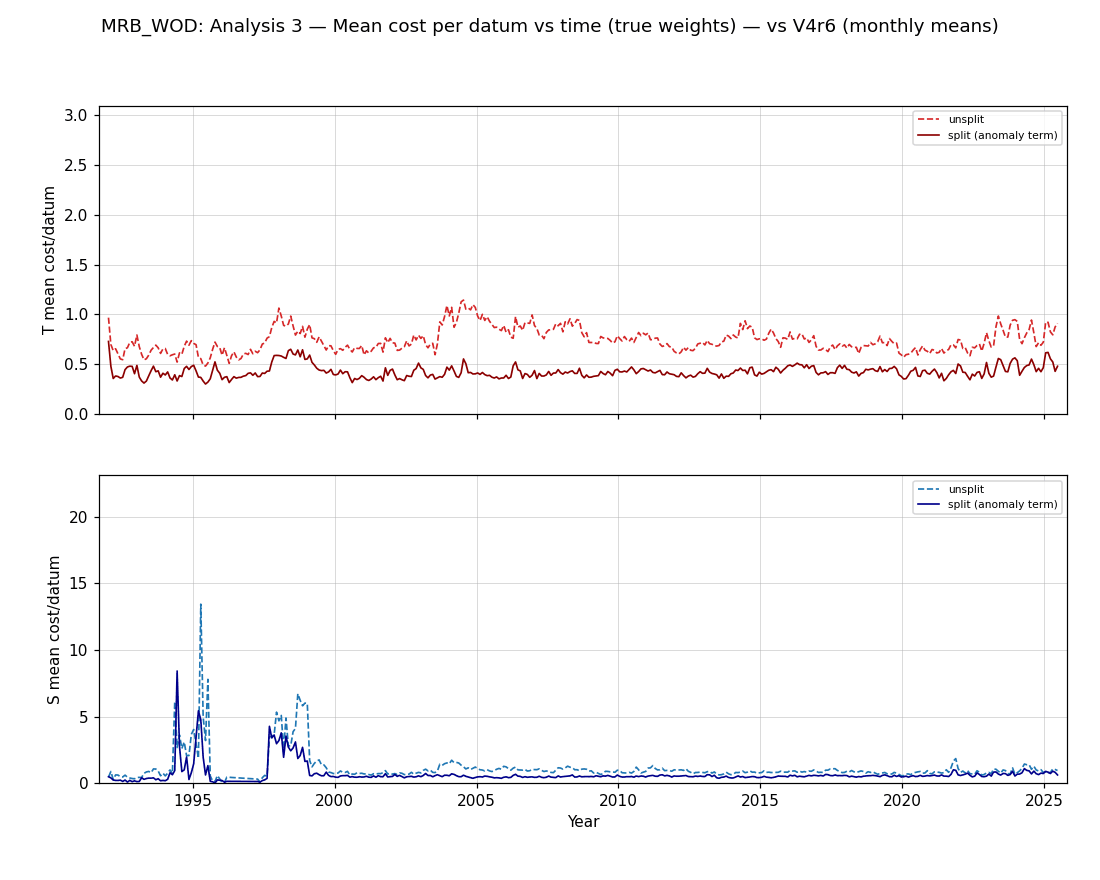 MRB_WOD: Analysis 3 — Mean cost per datum vs time (true weights) — vs V4r6 (monthly means)
3.0
2.5
2.0
1.5
1.0
0.5
0.0
T mean cost/datum
unsplit
split (anomaly term)
20
15
10
5
0
S mean cost/datum
unsplit
split (anomaly term)
1995
2000
2005
2010
2015
2020
2025
Year